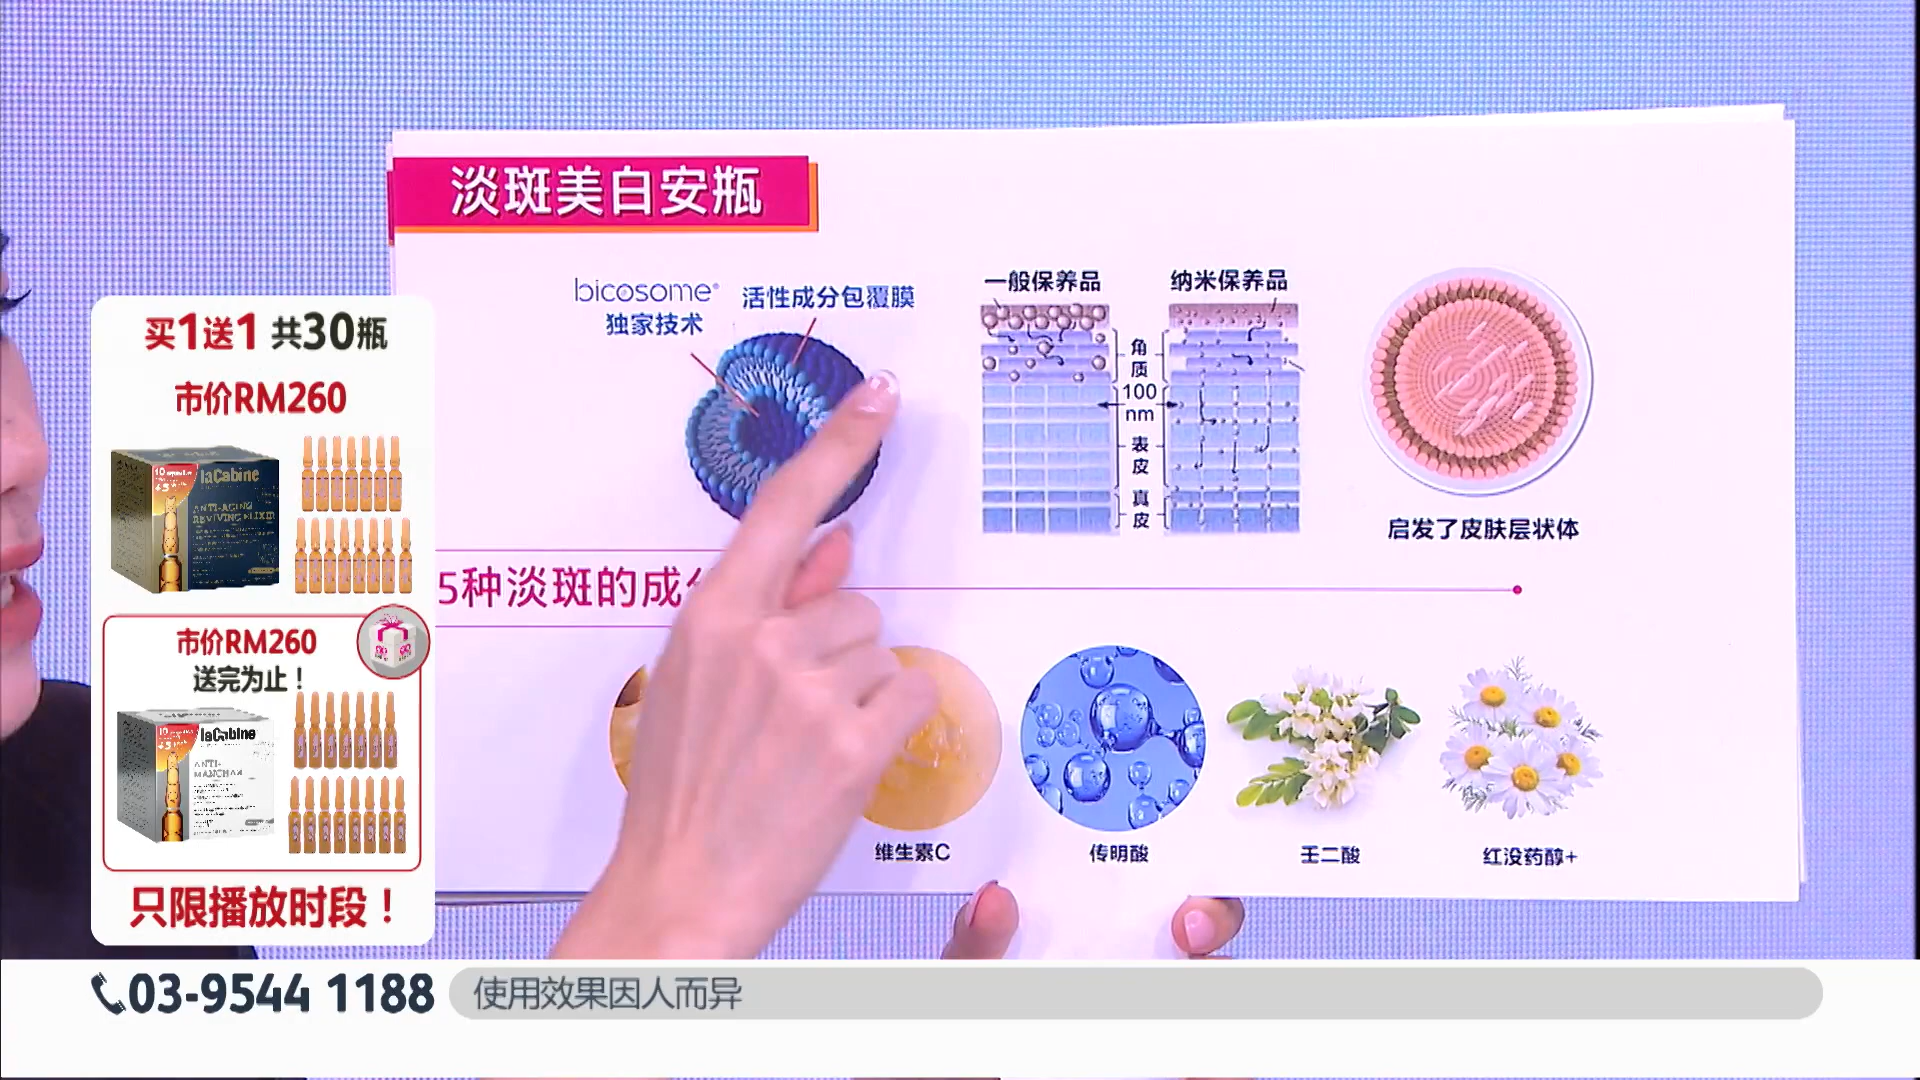 淡斑美白安瓶
bicosome®
独家技术
活性成分包覆膜
一般保养品
纳米保养品
角质
100
nm
表皮
真皮
启发了皮肤层状体
5种淡斑的成
维生素C
传明酸
壬二酸
红没药醇+
买1送1 共30瓶
市价RM260
10
laCabine
ANTI-AGING
REVIVING ELIXIR
市价RM260
送完为止！
10
laCabine
ANTI-
MANCHAS
只限播放时段！
03-9544 1188
使用效果因人而异